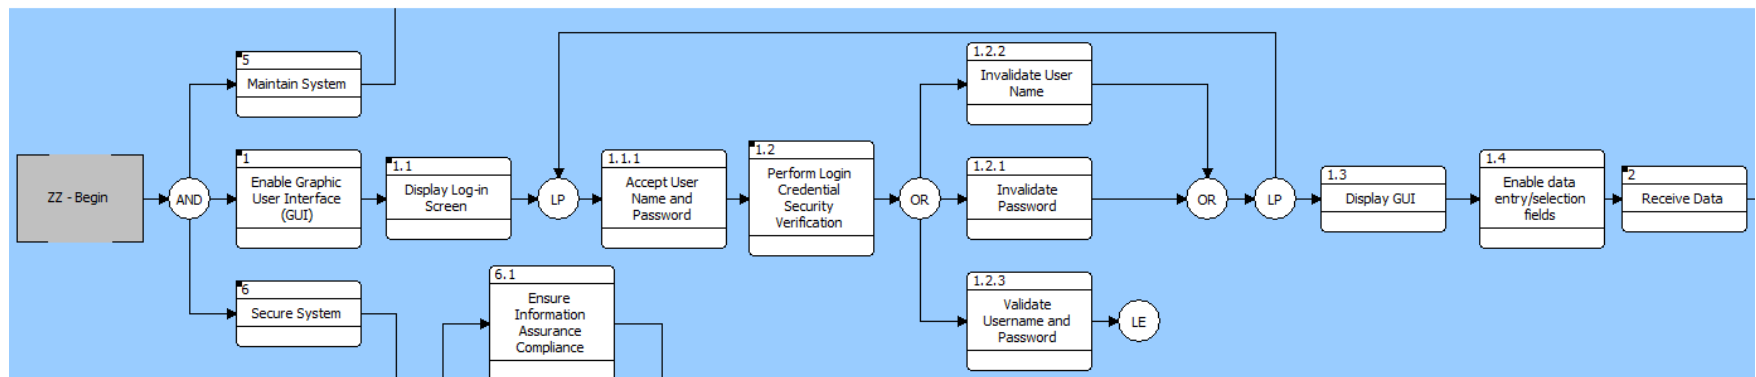 5
Maintain System
ZZ - Begin
AND
1
Enable Graphic
User Interface
(GUI)
1.1
Display Log-in
Screen
LP
1.1.1
Accept User
Name and
Password
1.2
Perform Login
Credential
Security
Verification
OR
1.2.2
Invalidate User
Name
1.2.1
Invalidate
Password
1.2.3
Validate
Username and
Password
LE
OR
LP
1.3
Display GUI
1.4
Enable data
entry/selection
fields
2
Receive Data
6
Secure System
6.1
Ensure
Information
Assurance
Compliance